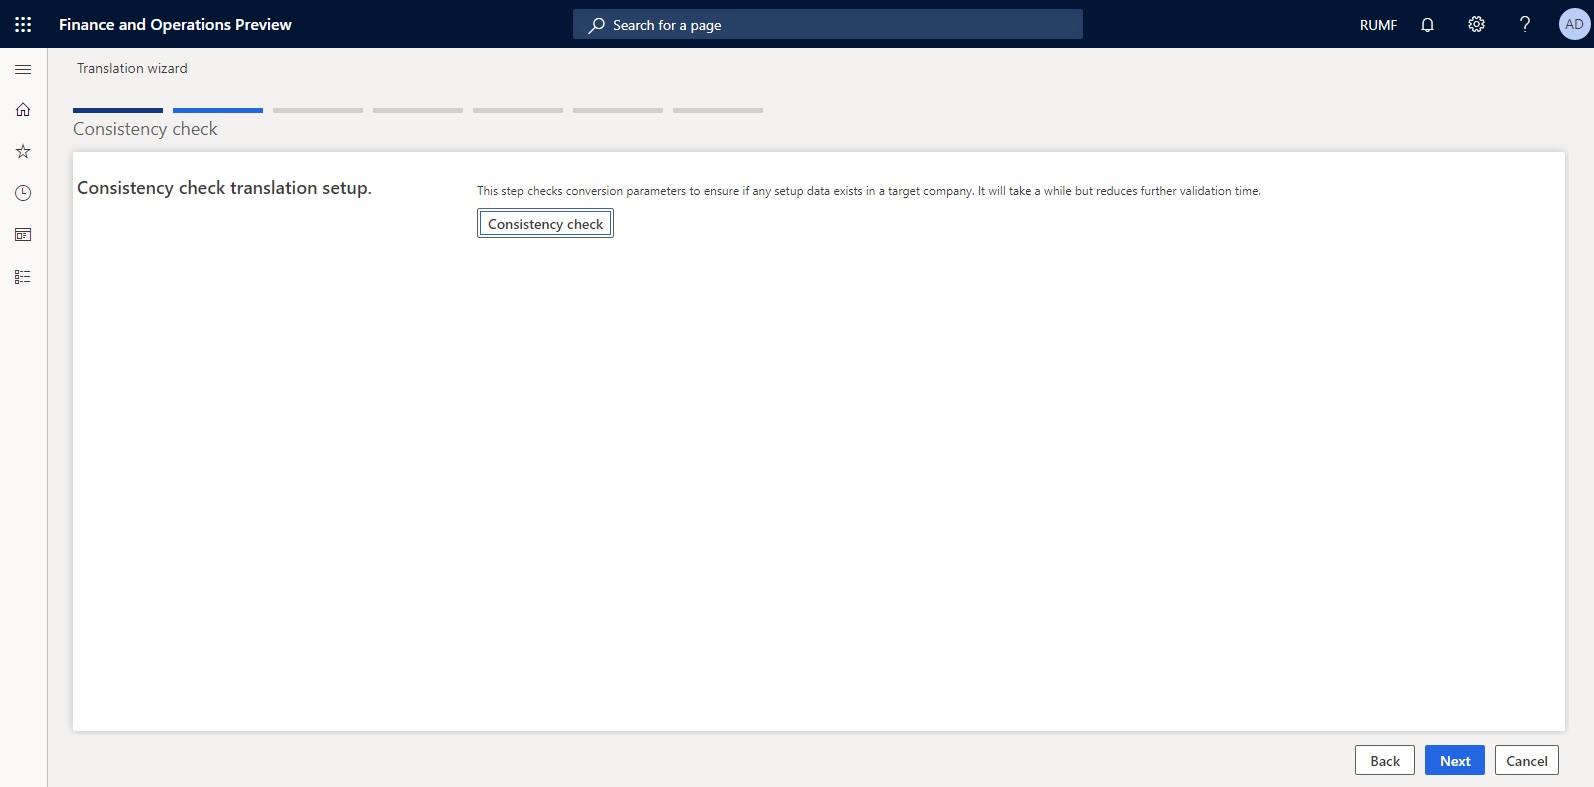 Finance and Operations Preview
Search for a page
RUMF
?
AD
Translation wizard
Consistency check
Consistency check translation setup.
This step checks conversion parameters to ensure if any setup data exists in a target company. It will take a while but reduces further validation time.
Consistency check
Back
Next
Cancel